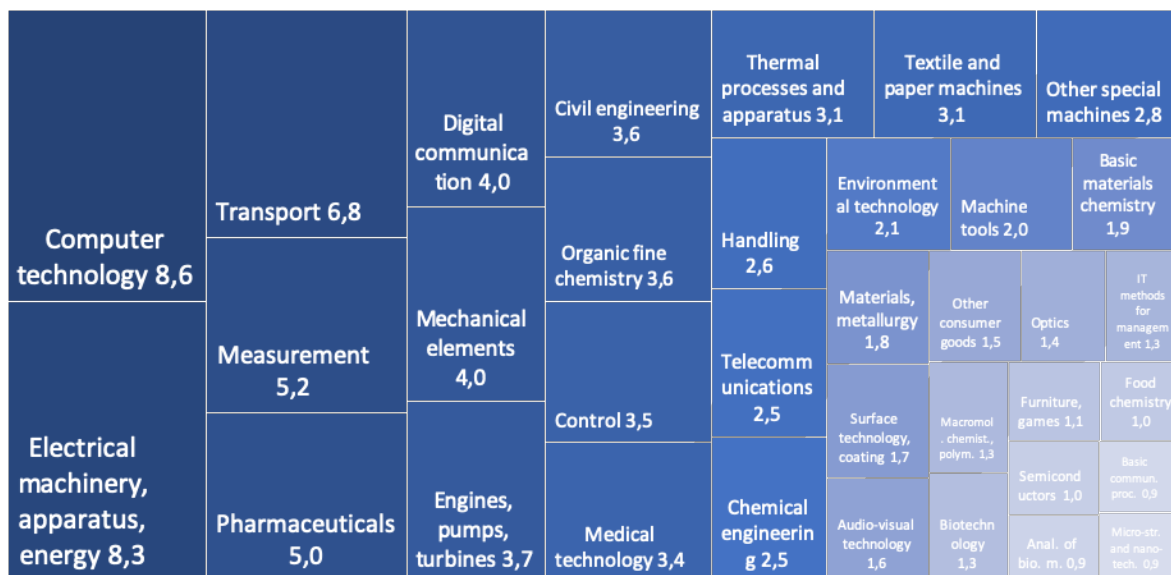 Computer
technology 8,6
Electrical
machinery,
apparatus,
energy 8,3
Transport 6,8
Measurement
5,2
Pharmaceuticals
5,0
Digital
communica
tion 4,0
Mechanical
elements
4,0
Engines,
pumps,
turbines 3,7
Civil engineering
3,6
Organic fine
chemistry 3,6
Control 3,5
Medical
technology 3,4
Thermal
processes and
apparatus 3,1
Textile and
paper machines
3,1
Other special
machines 2,8
Handling
2,6
Telecomm
unications
2,5
Chemical
engineerin
g 2,5
Environment
al technology
2,1
Machine
tools 2,0
Basic
materials
chemistry
1,9
Materials,
metallurgy
1,8
Other
consumer
goods 1,5
Optics
1,4
IT
methods
for
managem
ent 1,3
Surface
technology,
coating 1,7
Macromol
. chemist.,
polym. 1,3
Furniture,
games 1,1
Food
chemistry
1,0
Audio-visual
technology
1,6
Biotechn
ology
1,3
Semicond
uctors 1,0
Basic
commun.
proc. 0,9
Anal. of
bio. m. 0,9
Micro-str.
and nano-
tech. 0,9